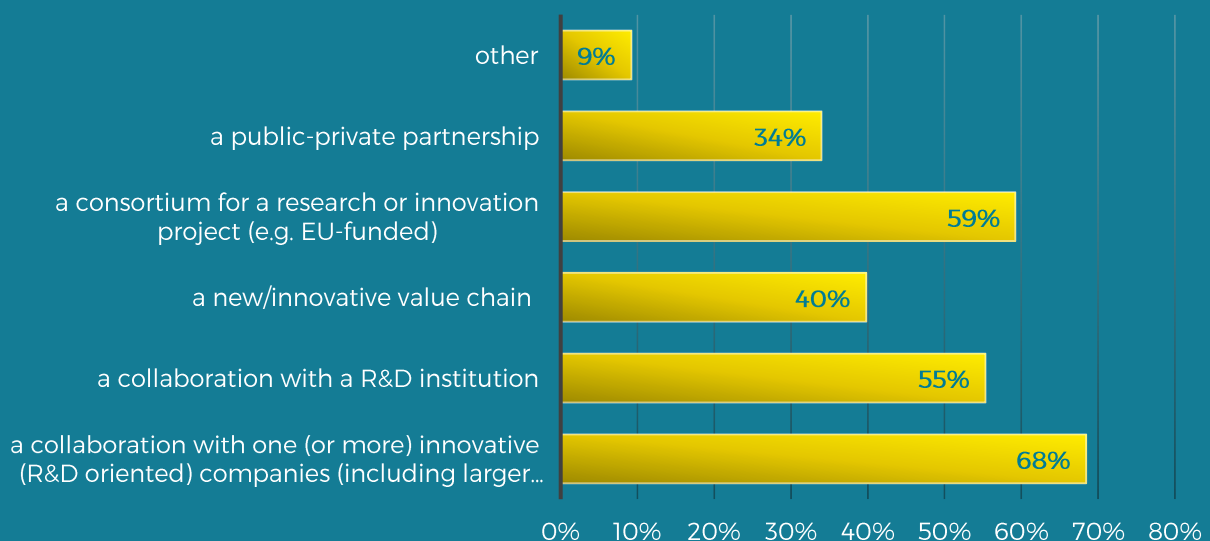 other
9%
a public-private partnership
34%
a consortium for a research or innovation
project (e.g. EU-funded)
59%
a new/innovative value chain
40%
a collaboration with a R&D institution
55%
a collaboration with one (or more) innovative
(R&D oriented) companies (including larger...
68%
0% 10% 20% 30% 40% 50% 60% 70% 80%